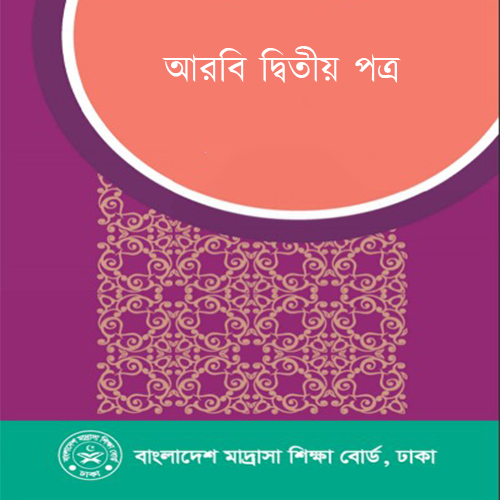 আরবি দ্বিতীয় পত্র
বাংলাদেশ মাদ্রাসা শিক্ষা বোর্ড
ঢাকা
বাংলাদেশ মাদ্রাসা শিক্ষা বোর্ড, ঢাকা